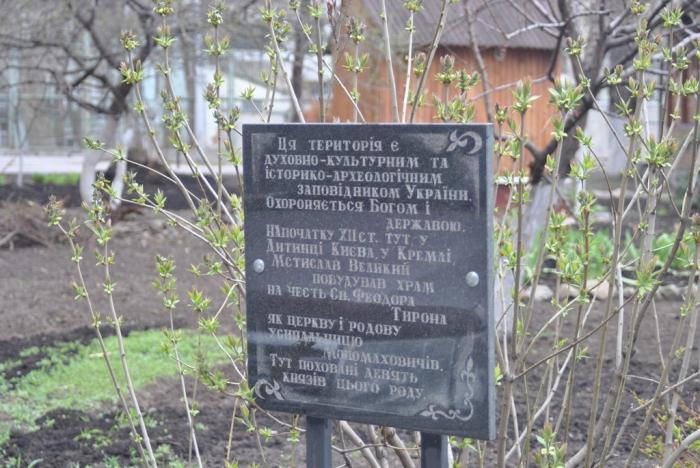 Ця територія є
духовно-культурним та
історико-археологічним
заповідником України.
Охороняється Богом і
державою.
На початку XII ст. тут, у
Дитинці Києва, у Кремлі,
Мстислав Великий
побудував храм
на честь Св. Феодора
Тирона
як церкву і родову
усипальницю
Мономаховичів.
Тут поховані девять
князів цього роду.